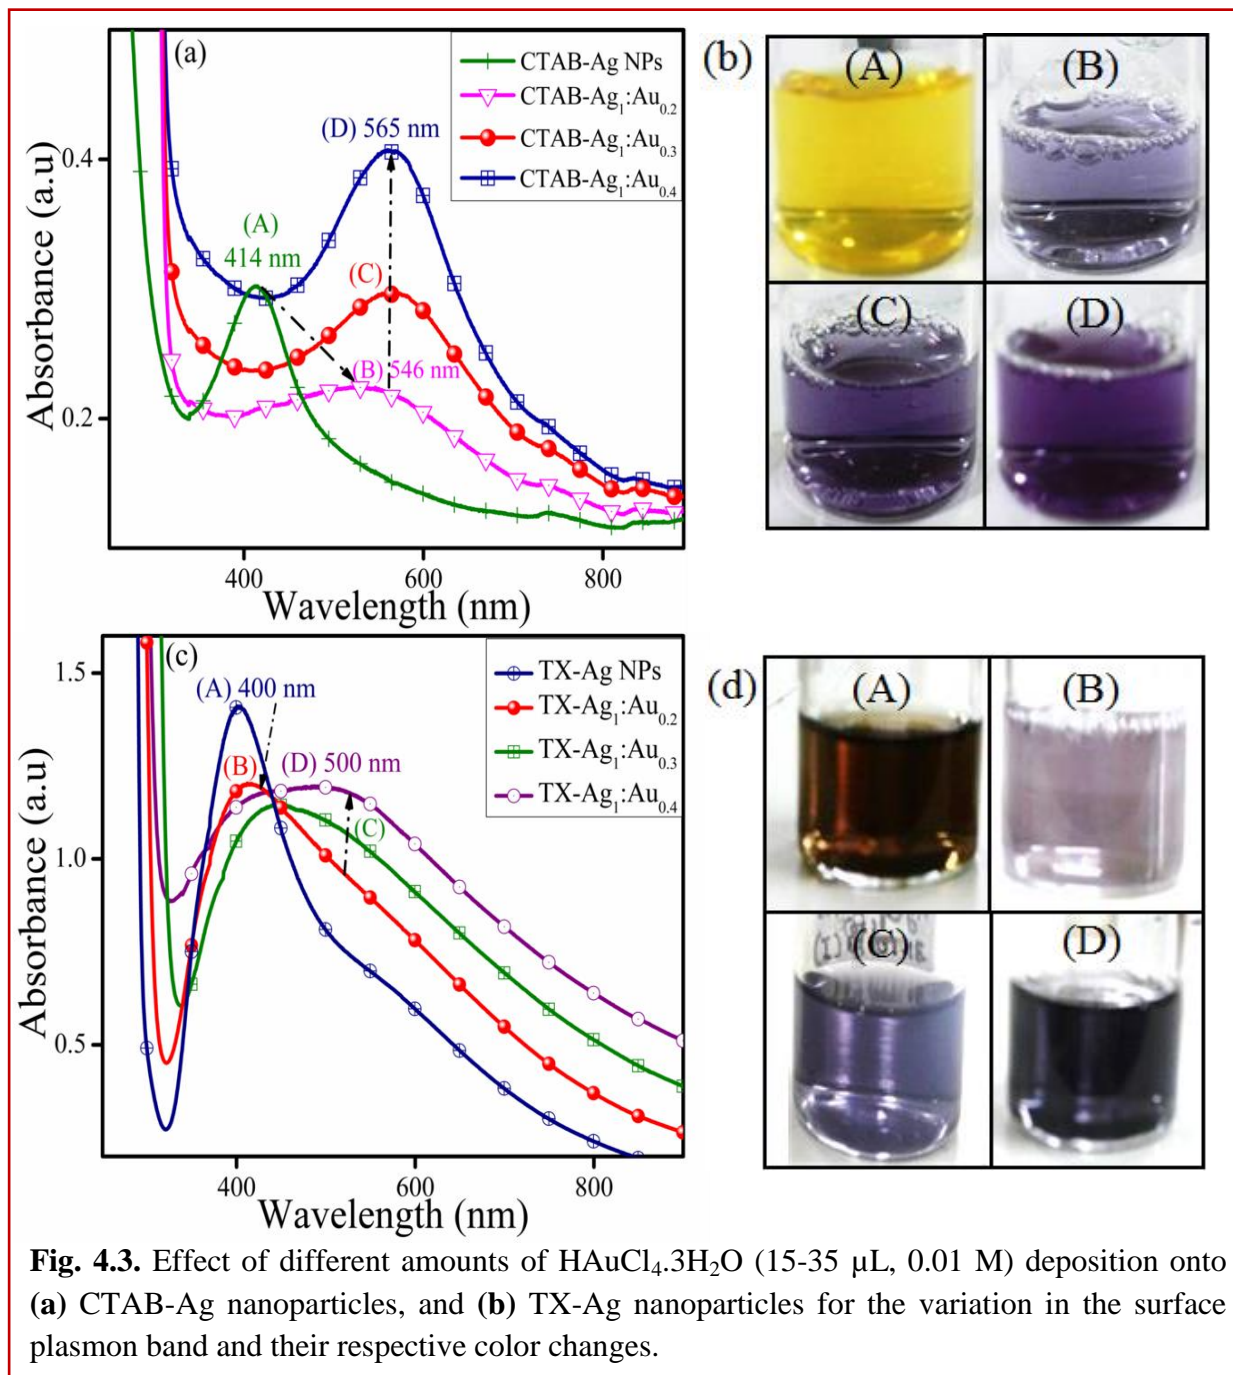 (a)
CTAB-Ag NPs
CTAB-Ag₁:Au₀.₂
CTAB-Ag₁:Au₀.₃
CTAB-Ag₁:Au₀.₄
(D) 565 nm
(A)
414 nm
(C)
(B) 546 nm
0.4
0.2
Absorbance (a.u)
400
600
800
Wavelength (nm)
(b)
(A)
(B)
(C)
(D)
(c)
TX-Ag NPs
TX-Ag₁:Au₀.₂
TX-Ag₁:Au₀.₃
TX-Ag₁:Au₀.₄
(A) 400 nm
(B)
(D) 500 nm
(C)
1.5
1.0
0.5
Absorbance (a.u)
400
600
800
Wavelength (nm)
(d)
(A)
(B)
(C)
(D)
Fig. 4.3. Effect of different amounts of HAuCl₄.3H₂O (15-35 µL, 0.01 M) deposition onto
(a) CTAB-Ag nanoparticles, and (b) TX-Ag nanoparticles for the variation in the surface
plasmon band and their respective color changes.